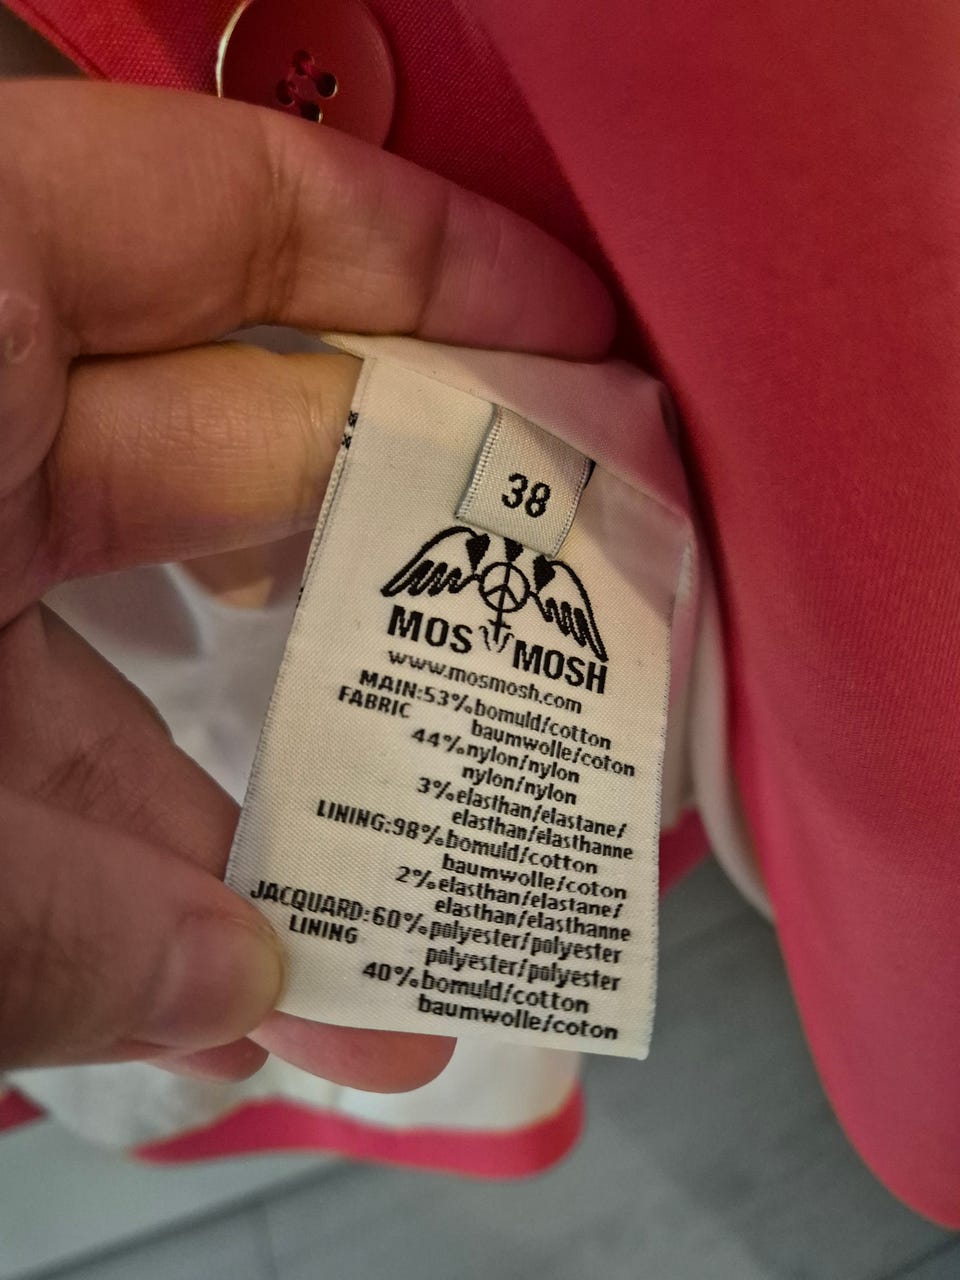 38
MOS MOSH
www.mosmosh.com
MAIN:53%bomuld/cotton
FABRIC baumwolle/coton
44%nylon/nylon
nylon/nylon
3%elasthan/elastane/
elasthan/elasthanne
LINING:98%bomuld/cotton
baumwolle/coton
2%elasthan/elastane/
elasthan/elasthanne
JACQUARD:60%polyester/polyester
LINING polyester/polyester
40%bomuld/cotton
baumwolle/coton